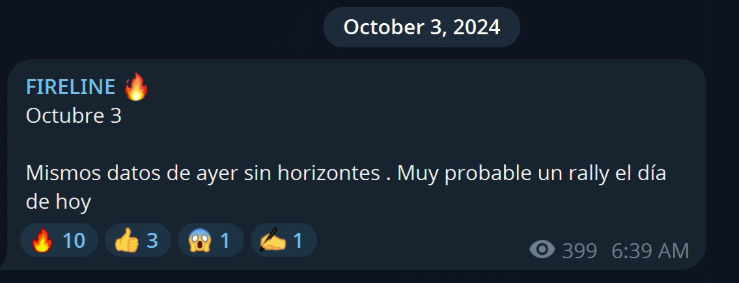 October 3, 2024
FIRELINE 🔥
Octubre 3
Mismos datos de ayer sin horizontes . Muy probable un rally el día
de hoy
🔥 10 👍 3 😱 1 ✍️ 1 399 6:39 AM